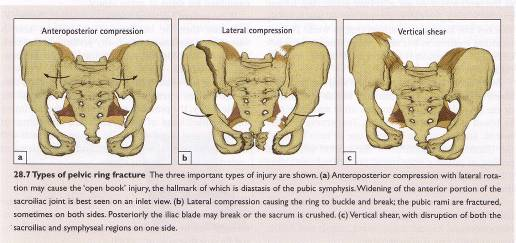 Anteroposterior compression
Lateral compression
Vertical shear
a
b
c
28.7 Types of pelvic ring fracture The three important types of injury are shown. (a) Anteroposterior compression with lateral rota-
tion may cause the 'open book' injury, the hallmark of which is diastasis of the pubic symphysis. Widening of the anterior portion of the
sacroiliac joint is best seen on an inlet view. (b) Lateral compression causing the ring to buckle and break; the pubic rami are fractured,
sometimes on both sides. Posteriorly the iliac blade may break or the sacrum is crushed. (c) Vertical shear, with disruption of both the
sacroiliac and symphyseal regions on one side.